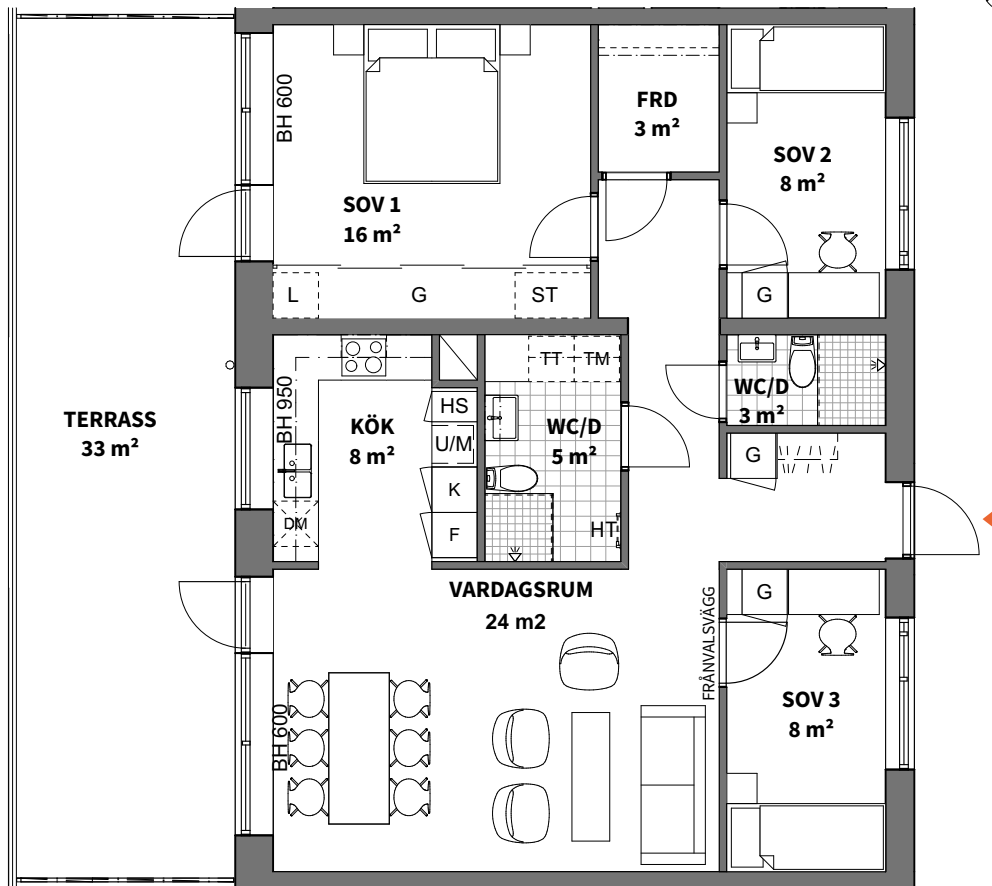 BH 600
FRD
3 m²
SOV 2
8 m²
SOV 1
16 m²
L
G
ST
G
TERRASS
33 m²
BH 950
KÖK
8 m²
DM
HS
U/M
K
F
TT
TM
WC/D
5 m²
HT
WC/D
3 m²
G
VARDAGSRUM
24 m2
FRÅNVALSVÄGG
G
SOV 3
8 m²
BH 600